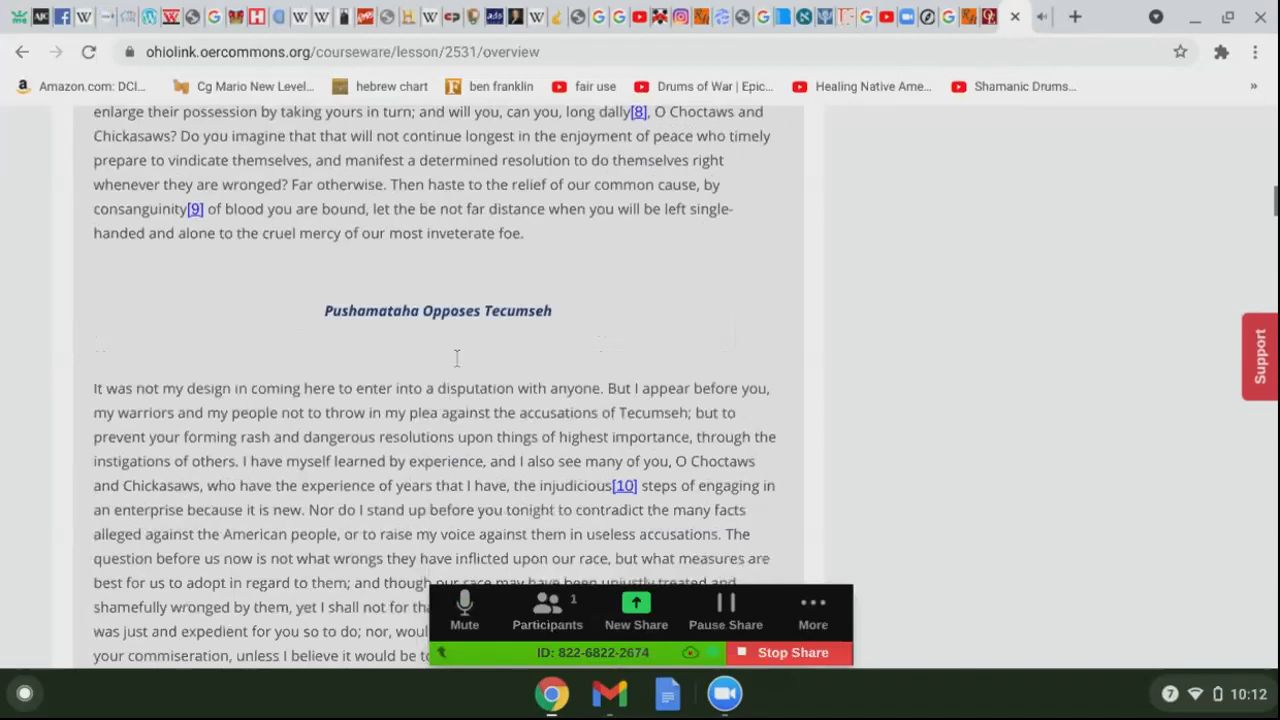 ohiolink.oercommons.org/courseware/lesson/2531/overview
Amazon.com: DCI... Cg Mario New Level... hebrew chart ben franklin fair use Drums of War | Epic... Healing Native Ame... Shamanic Drums... »
enlarge their possession by taking yours in turn; and will you, can you, long dally[8], O Choctaws and
Chickasaws? Do you imagine that that will not continue longest in the enjoyment of peace who timely
prepare to vindicate themselves, and manifest a determined resolution to do themselves right
whenever they are wronged? Far otherwise. Then haste to the relief of our common cause, by
consanguinity[9] of blood you are bound, let the be not far distance when you will be left single-
handed and alone to the cruel mercy of our most inveterate foe.
Pushamataha Opposes Tecumseh
It was not my design in coming here to enter into a disputation with anyone. But I appear before you,
my warriors and my people not to throw in my plea against the accusations of Tecumseh; but to
prevent your forming rash and dangerous resolutions upon things of highest importance, through the
instigations of others. I have myself learned by experience, and I also see many of you, O Choctaws
and Chickasaws, who have the experience of years that I have, the injudicious[10] steps of engaging in
an enterprise because it is new. Nor do I stand up before you tonight to contradict the many facts
alleged against the American people, or to raise my voice against them in useless accusations. The
question before us now is not what wrongs they have inflicted upon our race, but what measures are
best for us to adopt in regard to them; and though our race may have been unjustly treated and
shamefully wronged by them, yet I shall not for tha
was just and expedient for you so to do; nor, woul
your commiseration, unless I believe it would be to
Support
1
Mute Participants New Share Pause Share More
ID: 822-6822-2674 Stop Share
7 10:12